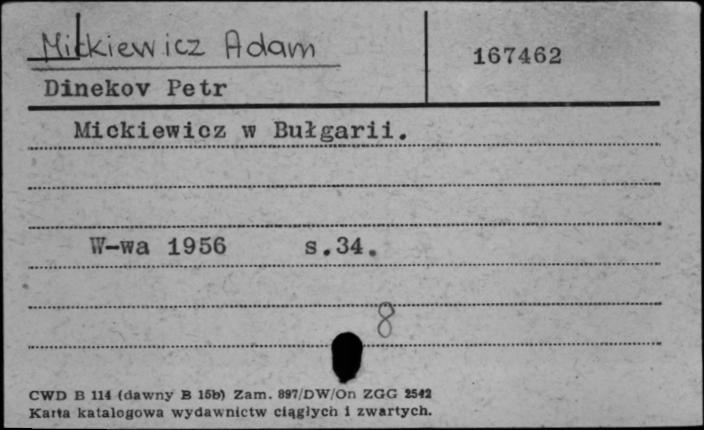 Mickiewicz Adam
167462
Dinekov Petr
Mickiewicz w Bułgarii.
W-wa 1956 s.34.
8
CWD B 114 (dawny B 15b) Zam. 897/DW/On ZGG 2542
Karta katalogowa wydawnictw ciągłych i zwartych.